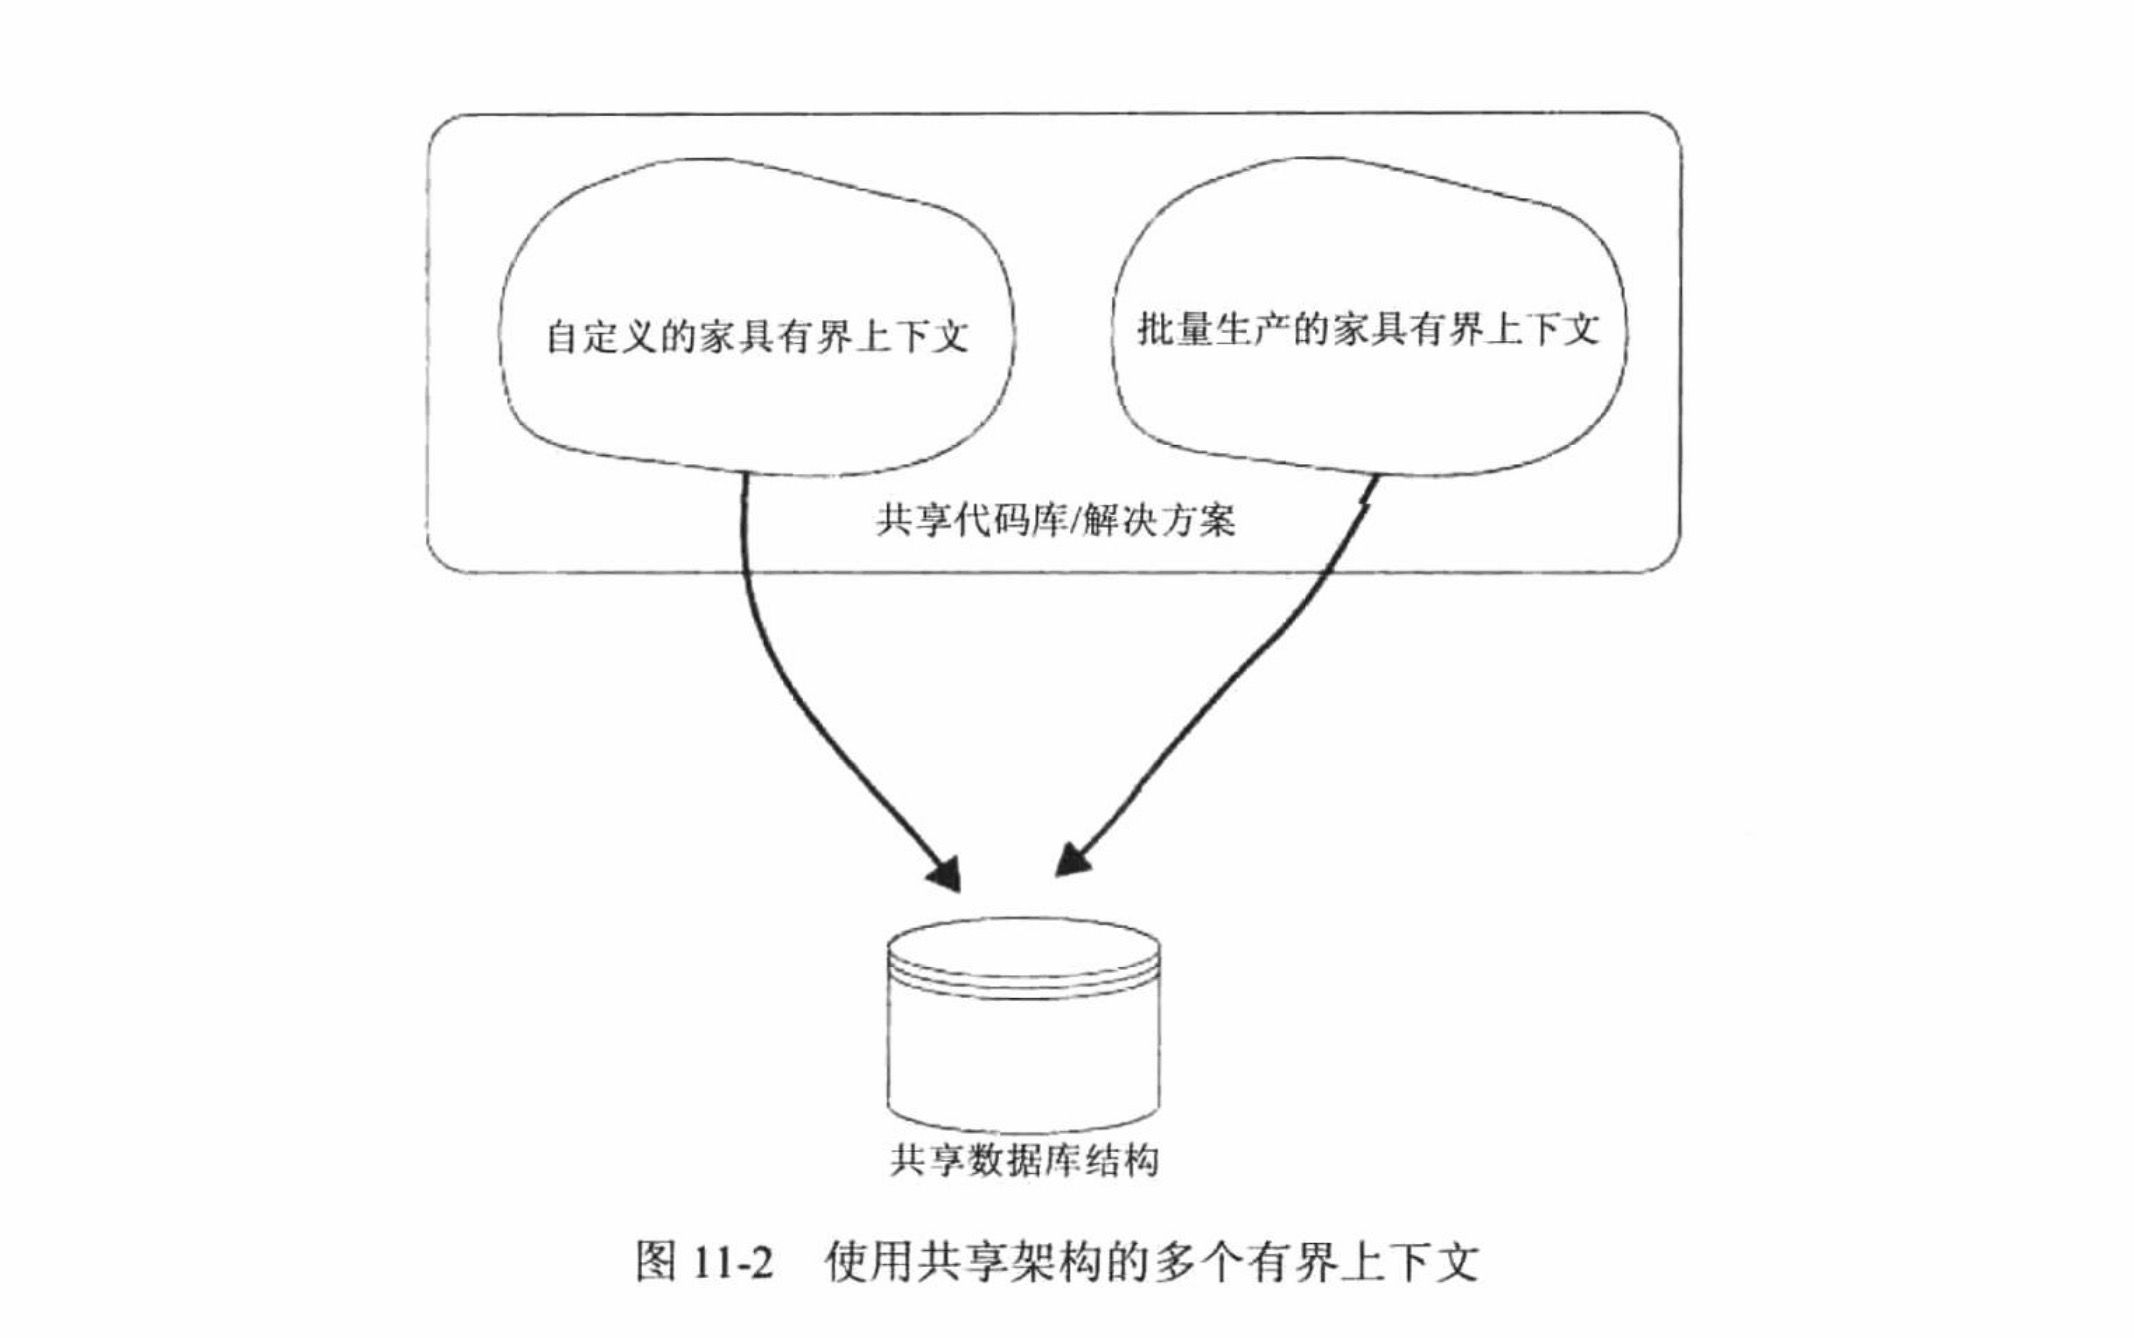 自定义的家具有界上下文
批量生产的家具有界上下文
共享代码库/解决方案
共享数据库结构
图 11-2 使用共享架构的多个有界上下文